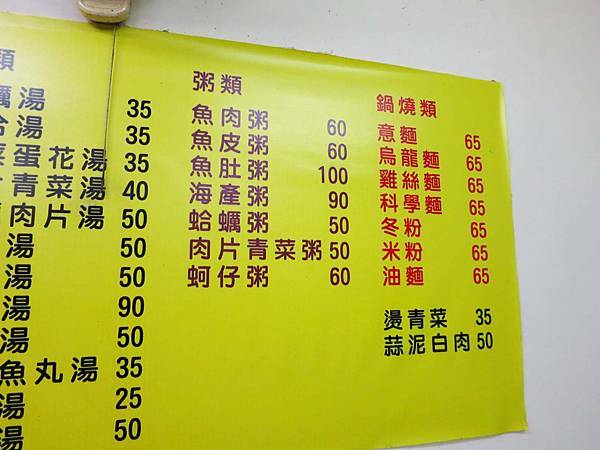 類
湯 35
湯 35
蛋花湯 35
青菜湯 40
肉片湯 50
湯 50
湯 50
湯 90
湯 50
魚丸湯 35
湯 25
湯 50
粥類
魚肉粥 60
魚皮粥 60
魚肚粥 100
海產粥 90
蛤蠣粥 50
肉片青菜粥 50
蚵仔粥 60
鍋燒類
意麵 65
烏龍麵 65
雞絲麵 65
科學麵 65
冬粉 65
米粉 65
油麵 65
燙青菜 35
蒜泥白肉 50